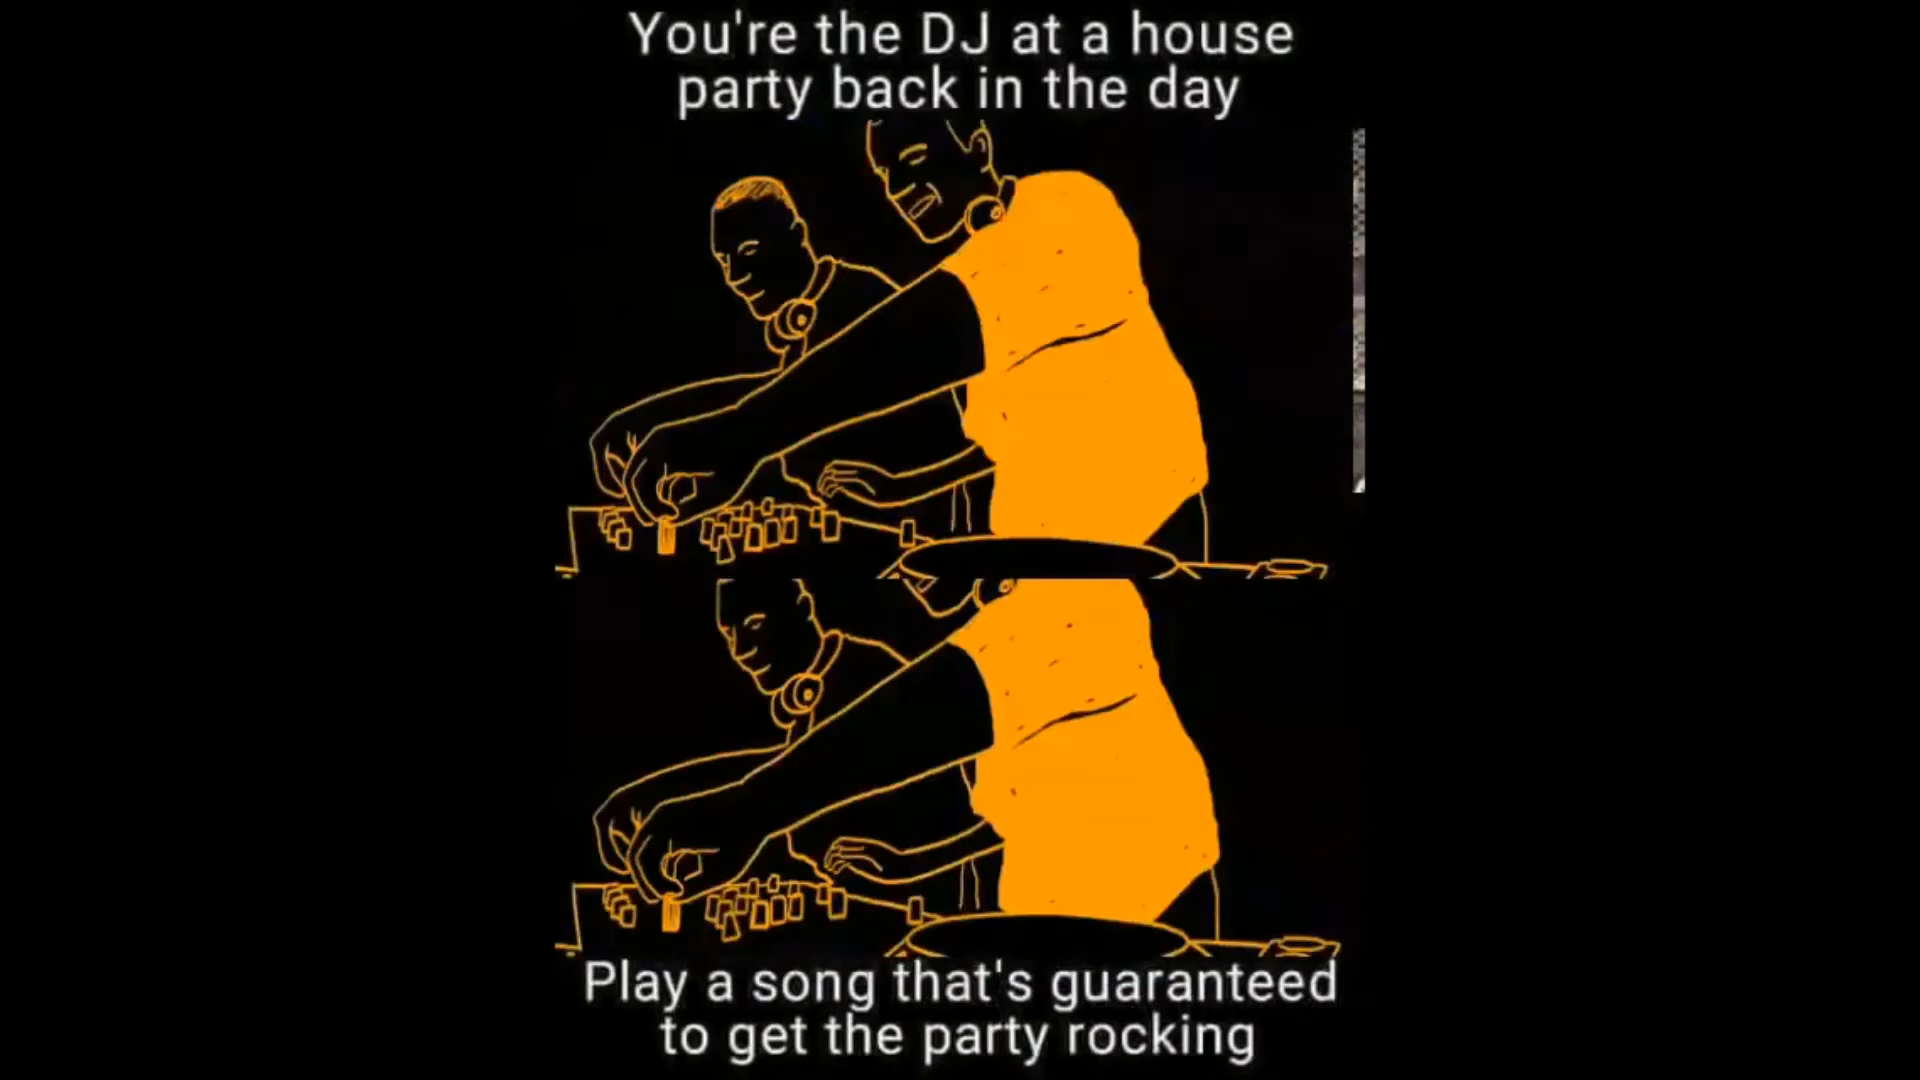 You're the DJ at a house
party back in the day
Play a song that's guaranteed
to get the party rocking